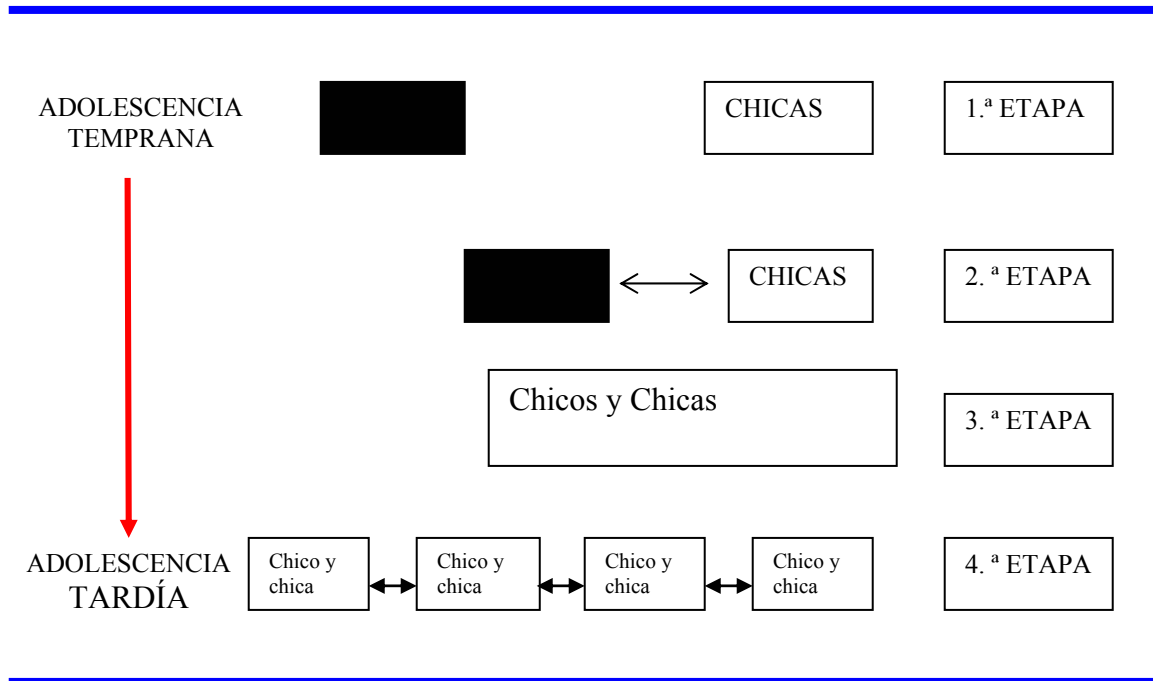 ADOLESCENCIA
TEMPRANA
CHICAS
1.ª ETAPA
CHICAS
2. ª ETAPA
Chicos y Chicas
3. ª ETAPA
ADOLESCENCIA
TARDÍA
Chico y
chica
Chico y
chica
Chico y
chica
Chico y
chica
4. ª ETAPA